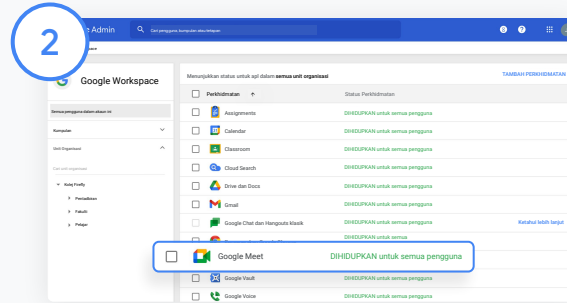 2
Admin
Cari pengguna, kumpulan atau tetapan
Google Workspace
Menunjukkan status untuk apl dalam semua unit organisasi
TAMBAH PERKHIDMATAN
Perkhidmatan
Status Perkhidmatan
Semua pengguna dalam akaun ini
Kumpulan
Unit Organisasi
Cari unit organisasi
Kolej Firefly
Pentadbiran
Fakulti
Pelajar
Assignments
DIHIDUPKAN untuk semua pengguna
Calendar
DIHIDUPKAN untuk semua pengguna
Classroom
DIHIDUPKAN untuk semua pengguna
Cloud Search
DIHIDUPKAN untuk semua pengguna
Drive dan Docs
DIHIDUPKAN untuk semua pengguna
Gmail
DIHIDUPKAN untuk semua pengguna
Google Chat dan Hangouts klasik
DIHIDUPKAN untuk semua pengguna
Ketahui lebih lanjut
DIHIDUPKAN untuk semua
Google Meet
DIHIDUPKAN untuk semua pengguna
Google Vault
DIHIDUPKAN untuk semua pengguna
Google Voice
DIHIDUPKAN untuk semua pengguna